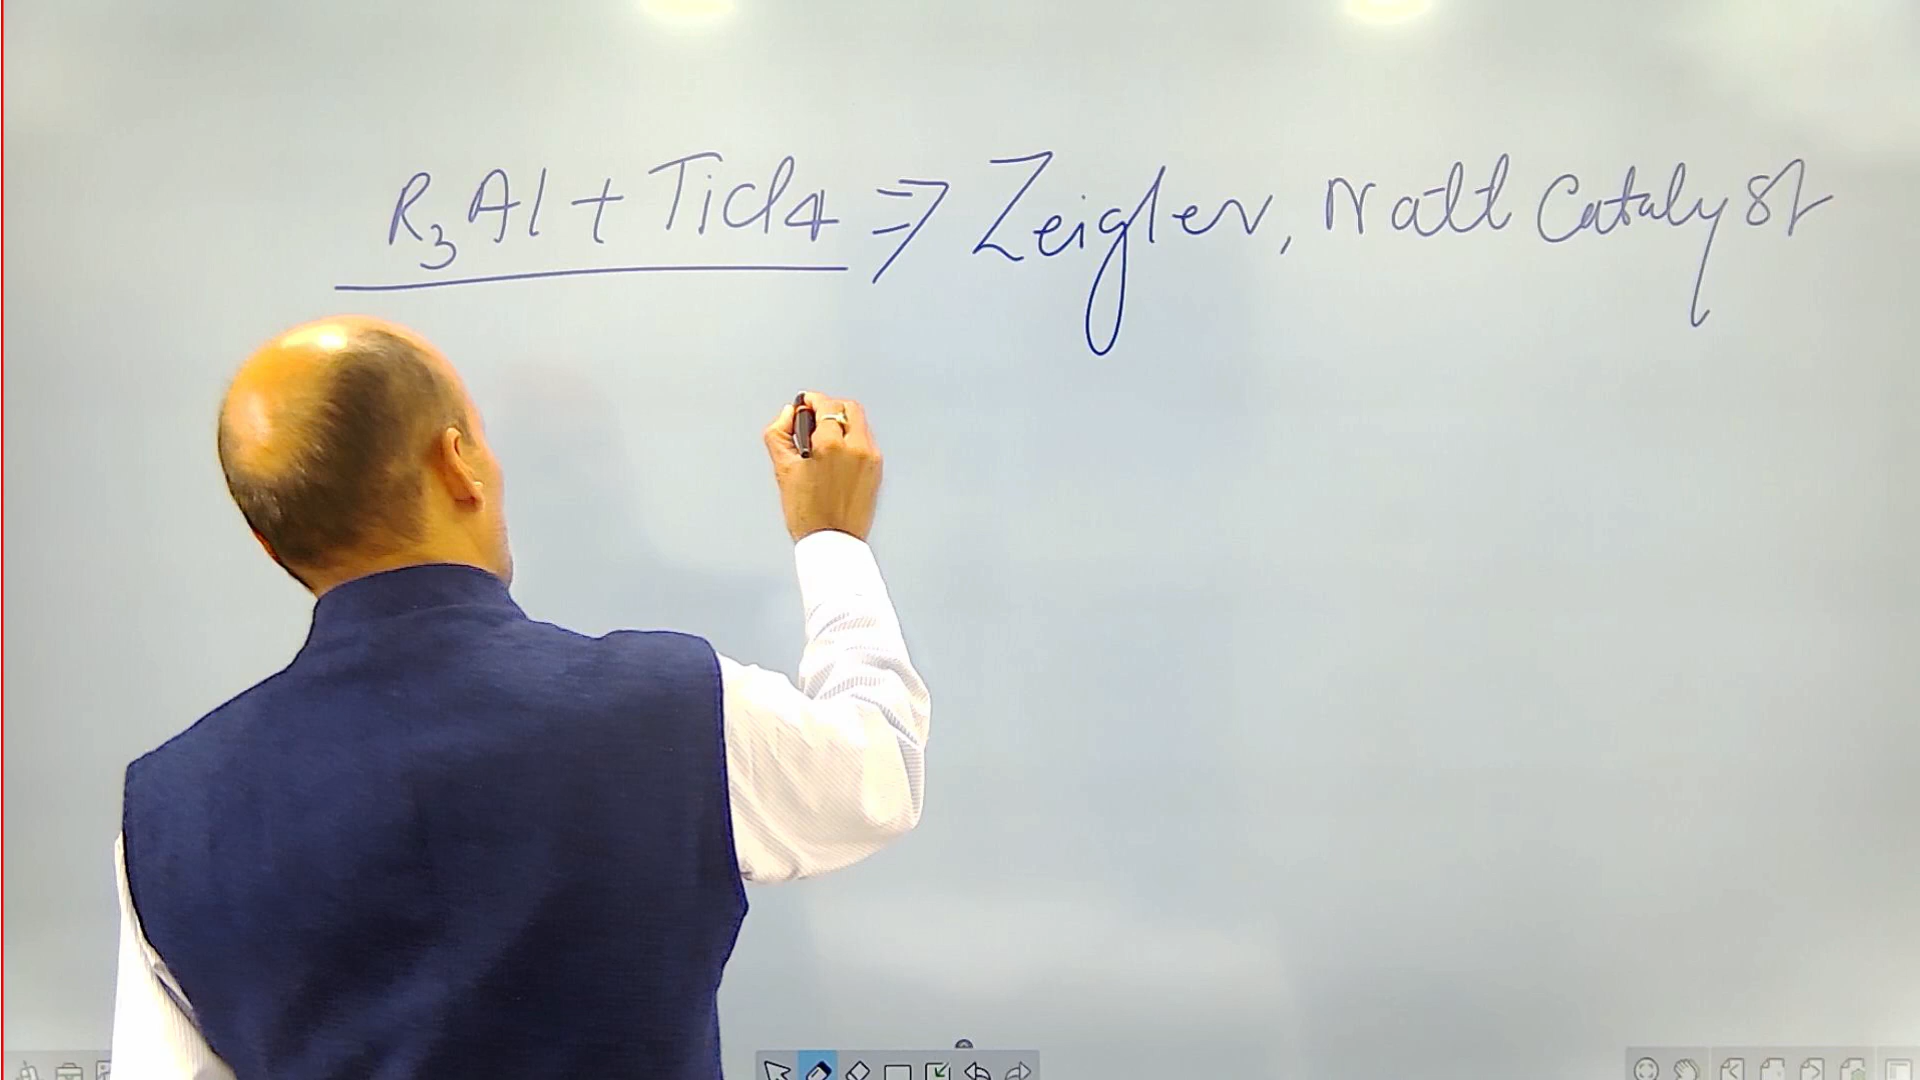 R₃Al + Ticl₄ ⇒ Zeigler, Natt Catalyst